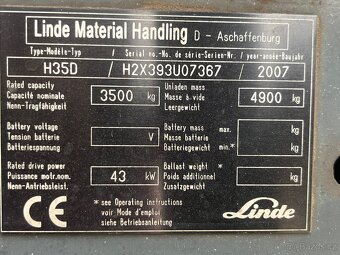 Linde Material Handling D - Aschaffenburg
Type-Modèle-Typ / Serial no.-No. de série-Serien-Nr. / year-année-Baujahr
H35D / H2X393U07367 / 2007
Rated capacity
Capacité nominale 3500 kg
Nenn-Tragfähigkeit
Unladen mass
Masse à vide 4900 kg
Leergewicht
Battery voltage
Tension batterie V
Batteriespannung
Battery mass max. kg
Masse batterie
Batteriegewicht min.* kg
Rated drive power
Puissance motr.nom. 43 kW
Nenn-Antriebsleist.
Ballast weight *
Poids additionnel kg
Zusatzgewicht
* see Operating instructions
voir Mode d'emploi
siehe Betriebsanleitung
CE
Linde